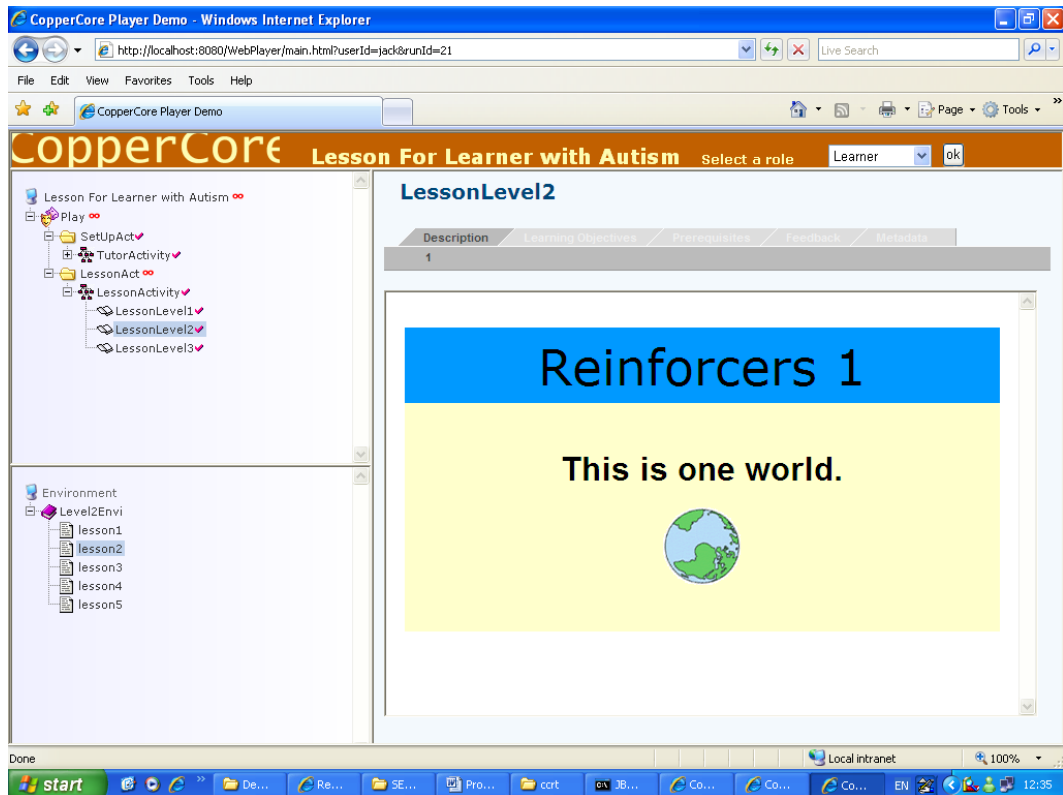 CopperCore Player Demo - Windows Internet Explorer
http://localhost:8080/WebPlayer/main.html?userId=jack&runId=21
Live Search
File Edit View Favorites Tools Help
CopperCore Player Demo
Page Tools »
CopperCore Lesson For Learner with Autism Select a role Learner ok
Lesson For Learner with Autism
Play
SetUpAct
TutorActivity
LessonAct
LessonActivity
LessonLevel1
LessonLevel2
LessonLevel3
Environment
Level2Envi
lesson1
lesson2
lesson3
lesson4
lesson5
LessonLevel2
Description Learning Objectives Prerequisites Feedback Metadata
1
Reinforcers 1
This is one world.
Done Local intranet 100%
start » De... Re... SE... Pro... ccrt JB... Co... Co... Co... EN 12:35